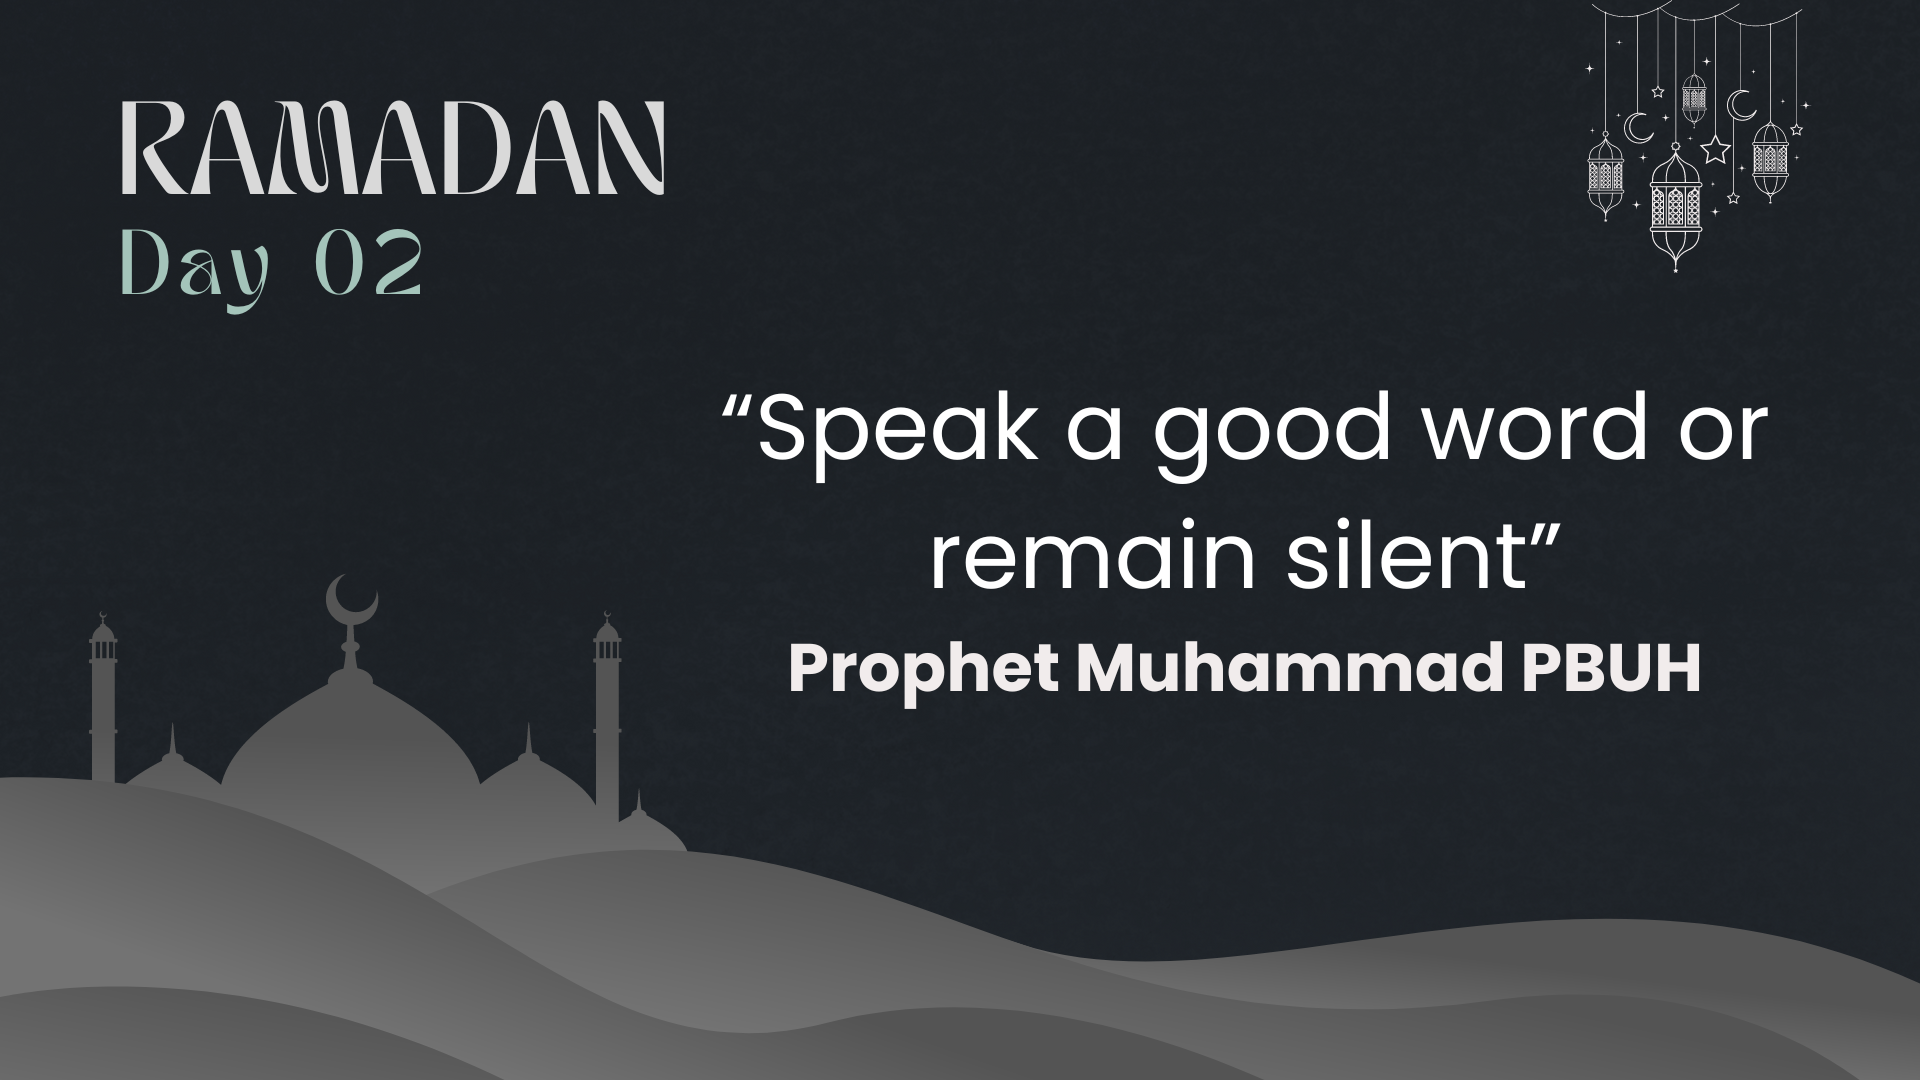 RAMADAN
Day 02
“Speak a good word or
remain silent”
Prophet Muhammad PBUH